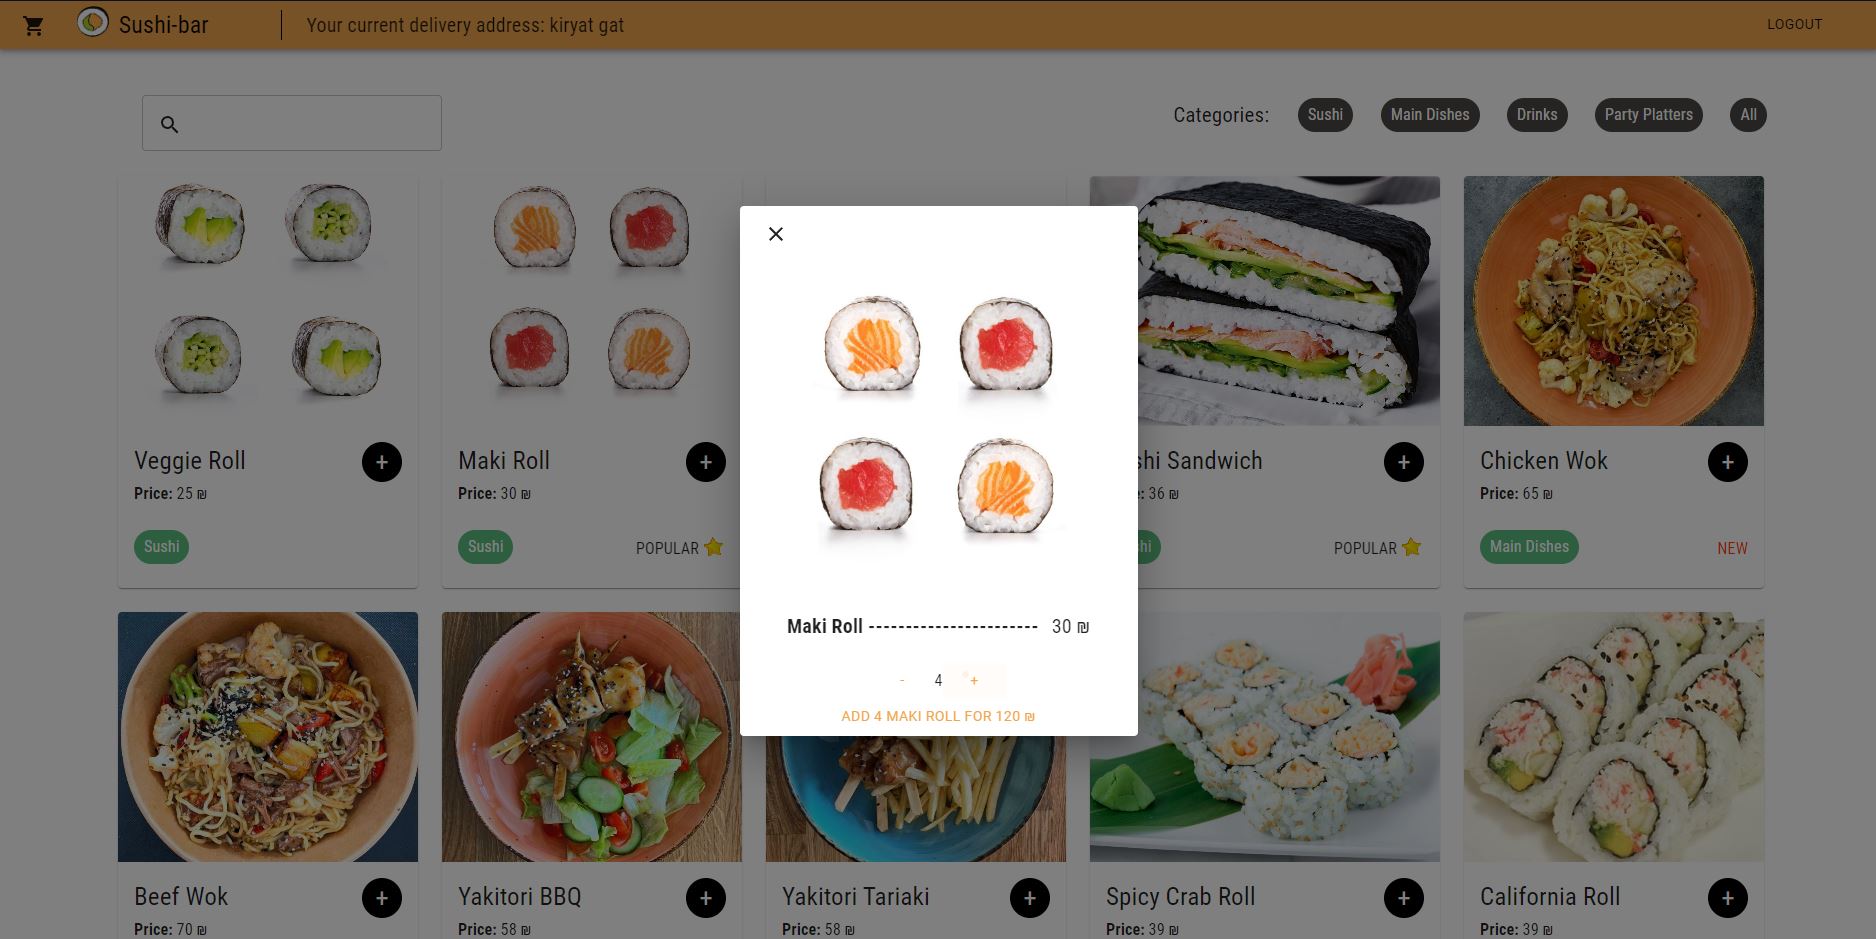 Sushi-bar
Your current delivery address: kiryat gat
LOGOUT
Categories:
Sushi
Main Dishes
Drinks
Party Platters
All
Veggie Roll
+
Price: 25 ₪
Sushi
Maki Roll
+
Price: 30 ₪
Sushi
POPULAR
shi Sandwich
+
e: 36 ₪
hi
POPULAR
Chicken Wok
+
Price: 65 ₪
Main Dishes
NEW
Maki Roll ----------------------- 30 ₪
- 4 +
ADD 4 MAKI ROLL FOR 120 ₪
Beef Wok
+
Price: 70 ₪
Yakitori BBQ
+
Price: 58 ₪
Yakitori Tariaki
+
Price: 58 ₪
Spicy Crab Roll
+
Price: 39 ₪
California Roll
+
Price: 39 ₪